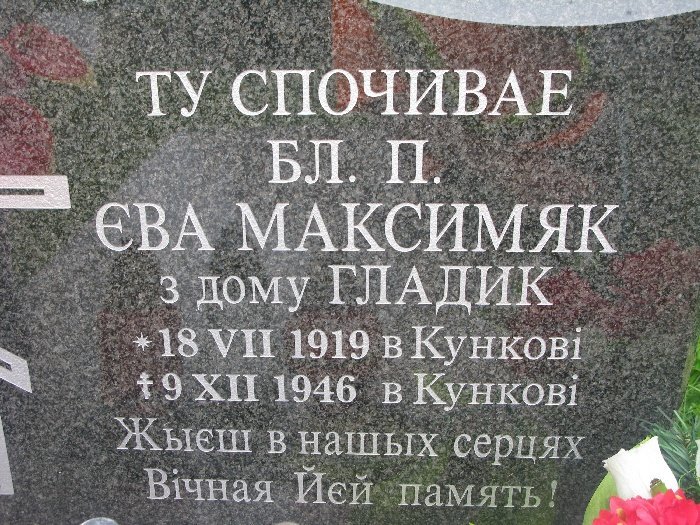 ТУ СПОЧИВАЕ
БЛ. П.
ЄВА МАКСИМЯК
з дому ГЛАДИК
✴18 VII 1919 в Кункові
✝9 XII 1946 в Кункові
Жыєш в нашых серцях
Вічная Йєй память!